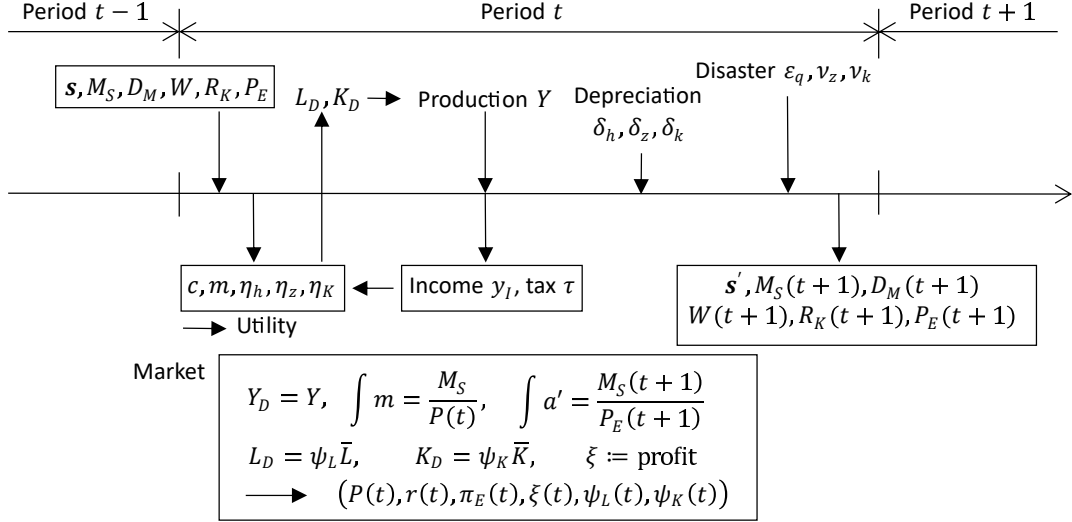 Period t − 1
Period t
Period t + 1
s, M_S, D_M, W, R_K, P_E
L_D, K_D
Production Y
Depreciation
δ_h, δ_z, δ_k
Disaster ε_q, ν_z, ν_k
c, m, η_h, η_z, η_K
Utility
Income y_I, tax τ
s′, M_S(t + 1), D_M(t + 1)
W(t + 1), R_K(t + 1), P_E(t + 1)
Market
Y_D = Y, ∫ m = M_S / P(t), ∫ a′ = M_S(t + 1) / P_E(t + 1)
L_D = ψ_L L̄, K_D = ψ_K K̄, ξ ≔ profit
(P(t), r(t), π_E(t), ξ(t), ψ_L(t), ψ_K(t))